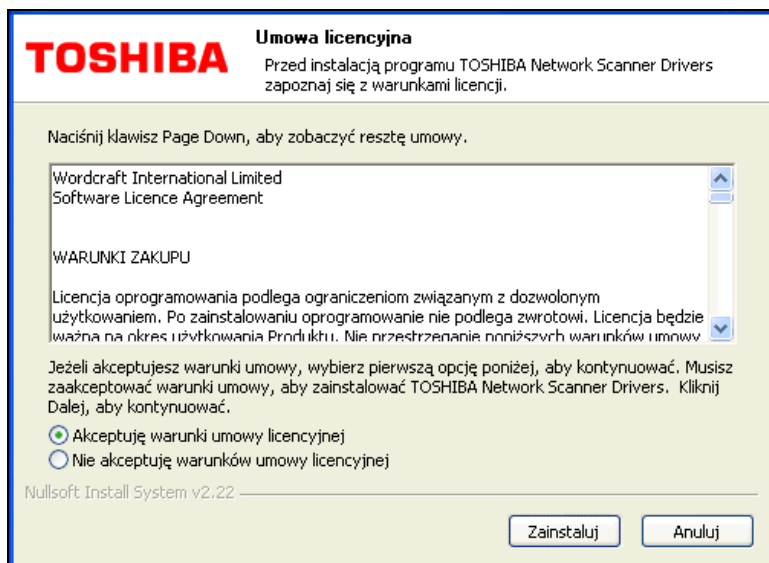 TOSHIBA
Umowa licencyjna
Przed instalacją programu TOSHIBA Network Scanner Drivers
zapoznaj się z warunkami licencji.
Naciśnij klawisz Page Down, aby zobaczyć resztę umowy.
Wordcraft International Limited
Software Licence Agreement
WARUNKI ZAKUPU
Licencja oprogramowania podlega ograniczeniom związanym z dozwolonym
użytkowaniem. Po zainstalowaniu oprogramowanie nie podlega zwrotowi. Licencja będzie
ważna na okres użytkowania Produktu. Nie przestrzeganie poniższych warunków umowy
Jeżeli akceptujesz warunki umowy, wybierz pierwszą opcję poniżej, aby kontynuować. Musisz
zaakceptować warunki umowy, aby zainstalować TOSHIBA Network Scanner Drivers. Kliknij
Dalej, aby kontynuować.
Akceptuję warunki umowy licencyjnej
Nie akceptuję warunków umowy licencyjnej
Nullsoft Install System v2.22
Zainstaluj
Anuluj